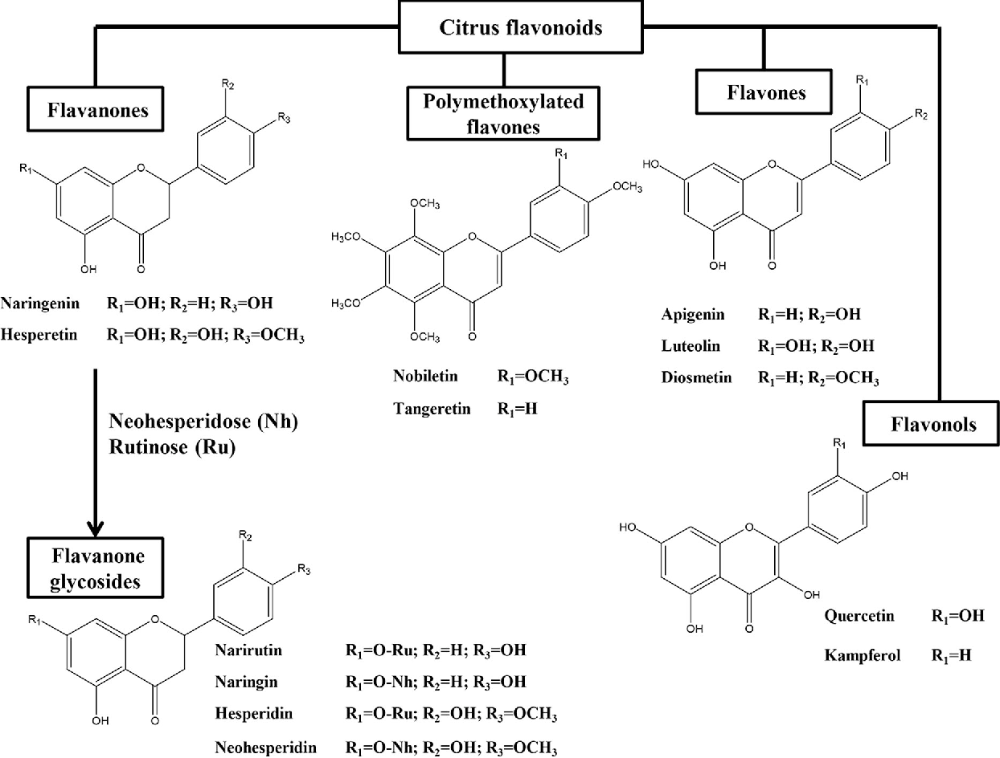 Citrus flavonoids
Flavanones
Polymethoxylated
flavones
Flavones
R2
R3
R1
O
OH
O
Naringenin R1=OH; R2=H; R3=OH
Hesperetin R1=OH; R2=OH; R3=OCH3
R1
OCH3
OCH3
H3CO
O
H3CO
OCH3
O
Nobiletin R1=OCH3
Tangeretin R1=H
R1
R2
HO
O
OH
O
Apigenin R1=H; R2=OH
Luteolin R1=OH; R2=OH
Diosmetin R1=H; R2=OCH3
Flavonols
R1
OH
HO
O
OH
OH
O
Quercetin R1=OH
Kampferol R1=H
Neohesperidose (Nh)
Rutinose (Ru)
Flavanone
glycosides
R2
R3
R1
O
OH
O
Narirutin R1=O-Ru; R2=H; R3=OH
Naringin R1=O-Nh; R2=H; R3=OH
Hesperidin R1=O-Ru; R2=OH; R3=OCH3
Neohesperidin R1=O-Nh; R2=OH; R3=OCH3